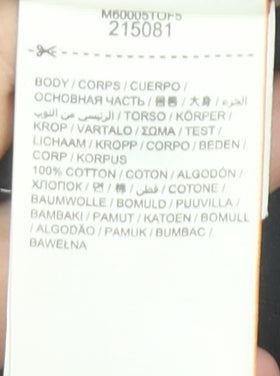 M60005TOF5
215081
BODY / CORPS / CUERPO /
ОСНОВНАЯ ЧАСТЬ / 몸통 / 大身 / الجزء
الرئيسي من الثوب / TORSO / KÖRPER /
KROP / VARTALO / ΣΩΜΑ / TEST /
LICHAAM / KROPP / CORPO / BEDEN /
CORP / KORPUS
100% COTTON / COTON / ALGODÓN /
ХЛОПОК / 면 / 棉 / قطن / COTONE /
BAUMWOLLE / BOMULD / PUUVILLA /
BAMBAKI / PAMUT / KATOEN / BOMULL
/ ALGODÃO / PAMUK / BUMBAC /
BAWEŁNA